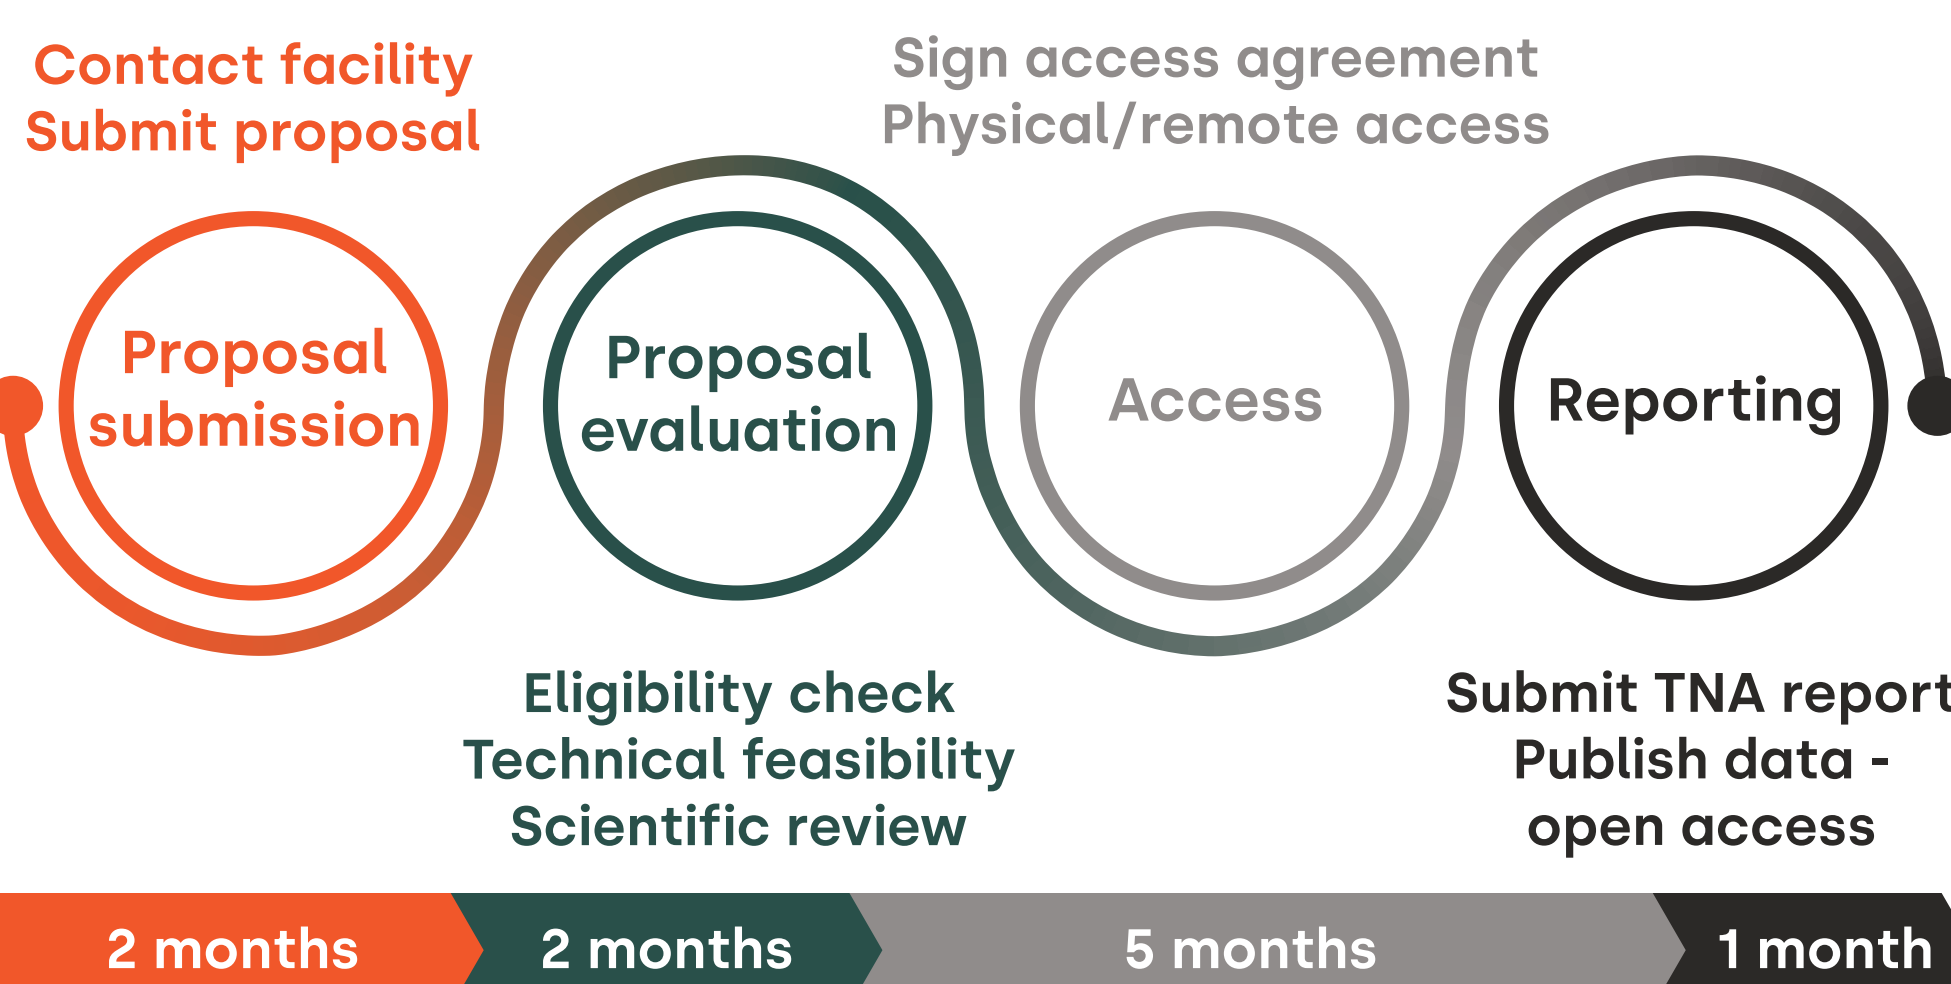 Contact facility
Submit proposal
Sign access agreement
Physical/remote access
Proposal
submission
Proposal
evaluation
Access
Reporting
Eligibility check
Technical feasibility
Scientific review
Submit TNA report
Publish data -
open access
2 months
2 months
5 months
1 month